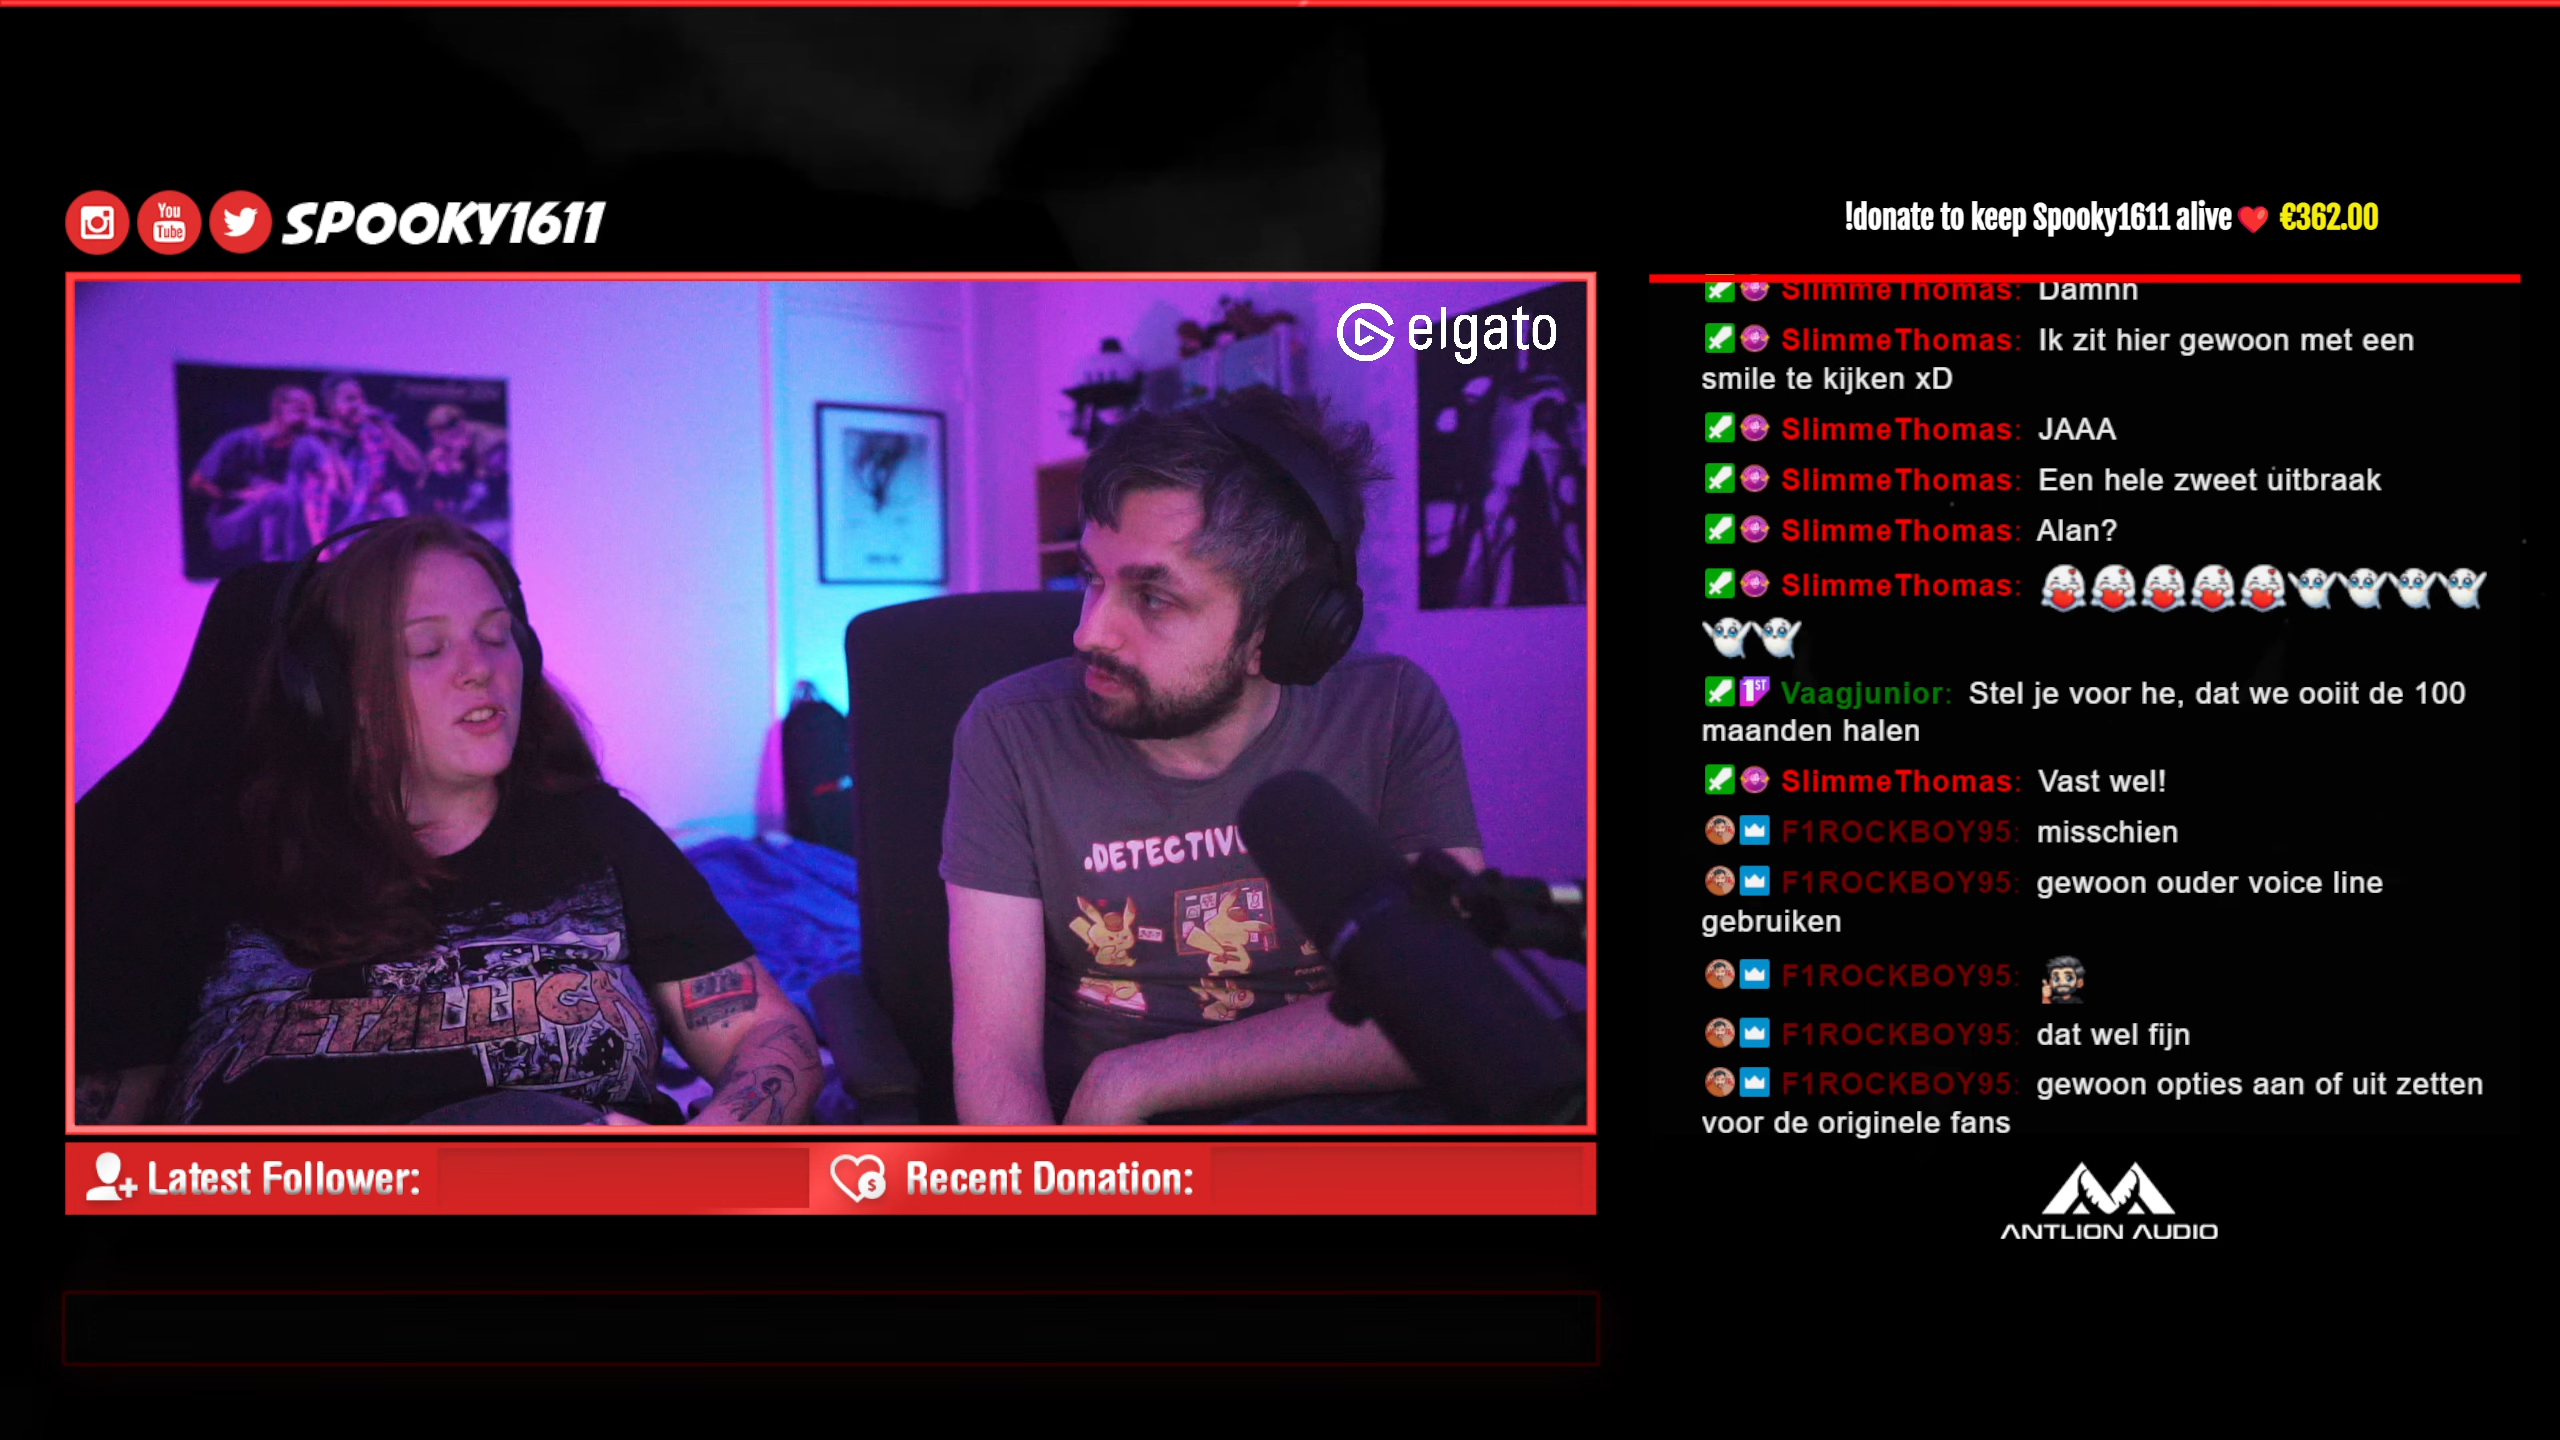 You
Tube
SPOOKY1611
!donate to keep Spooky1611 alive ❤ €362.00
elgato
DETECTIV
METALLICA
SlimmeThomas: Damnn
SlimmeThomas: Ik zit hier gewoon met een
smile te kijken xD
SlimmeThomas: JAAA
SlimmeThomas: Een hele zweet uitbraak
SlimmeThomas: Alan?
SlimmeThomas:
1ST Vaagjunior: Stel je voor he, dat we ooiit de 100
maanden halen
SlimmeThomas: Vast wel!
F1ROCKBOY95: misschien
F1ROCKBOY95: gewoon ouder voice line
gebruiken
F1ROCKBOY95:
F1ROCKBOY95: dat wel fijn
F1ROCKBOY95: gewoon opties aan of uit zetten
voor de originele fans
Latest Follower:
Recent Donation:
ANTLION AUDIO